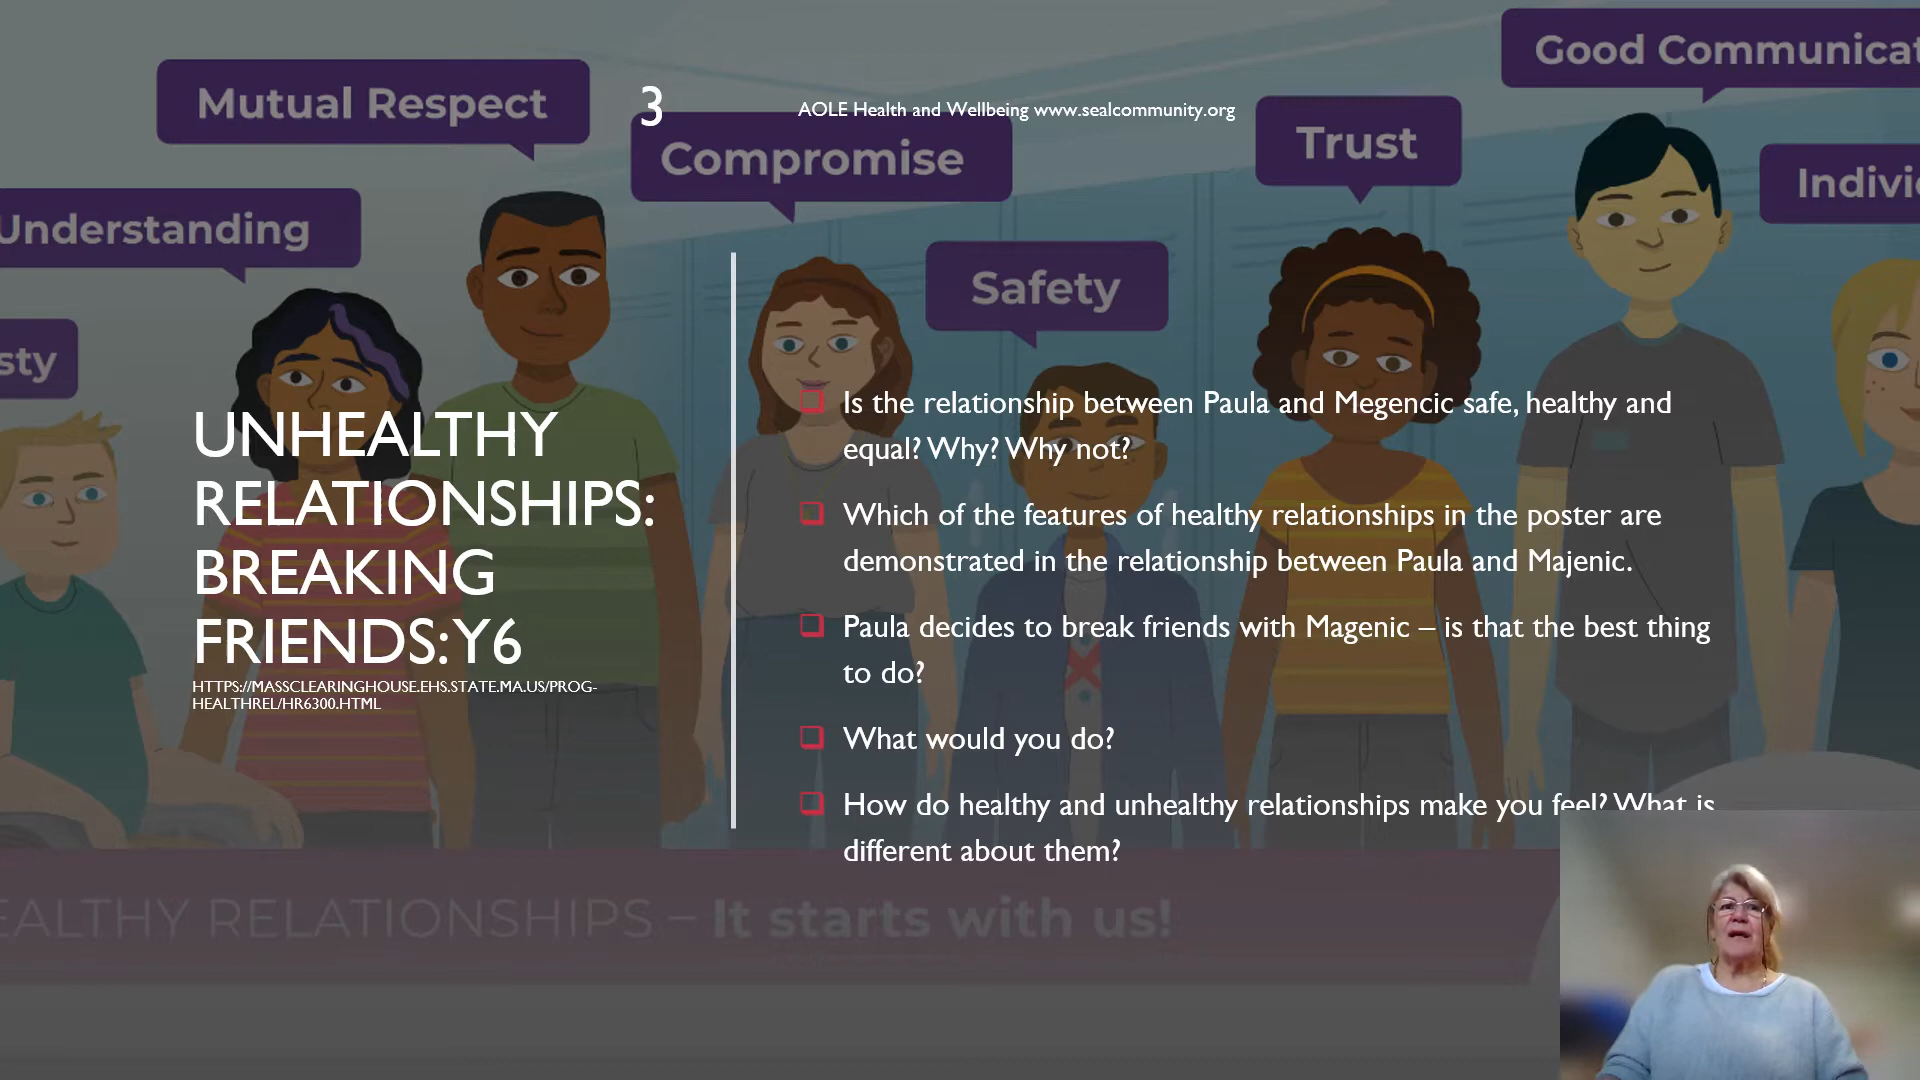 Good Communicat
Mutual Respect
3
AOLE Health and Wellbeing www.sealcommunity.org
Compromise
Trust
Indivi
Understanding
Safety
sty
UNHEALTHY
RELATIONSHIPS:
BREAKING
FRIENDS: Y6
HTTPS://MASSCLEARINGHOUSE.EHS.STATE.MA.US/PROG-
HEALTHREL/HR6300.HTML
Is the relationship between Paula and Megencic safe, healthy and
equal? Why? Why not?
Which of the features of healthy relationships in the poster are
demonstrated in the relationship between Paula and Majenic.
Paula decides to break friends with Magenic – is that the best thing
to do?
What would you do?
How do healthy and unhealthy relationships make you feel? What is
different about them?
EALTHY RELATIONSHIPS – It starts with us!